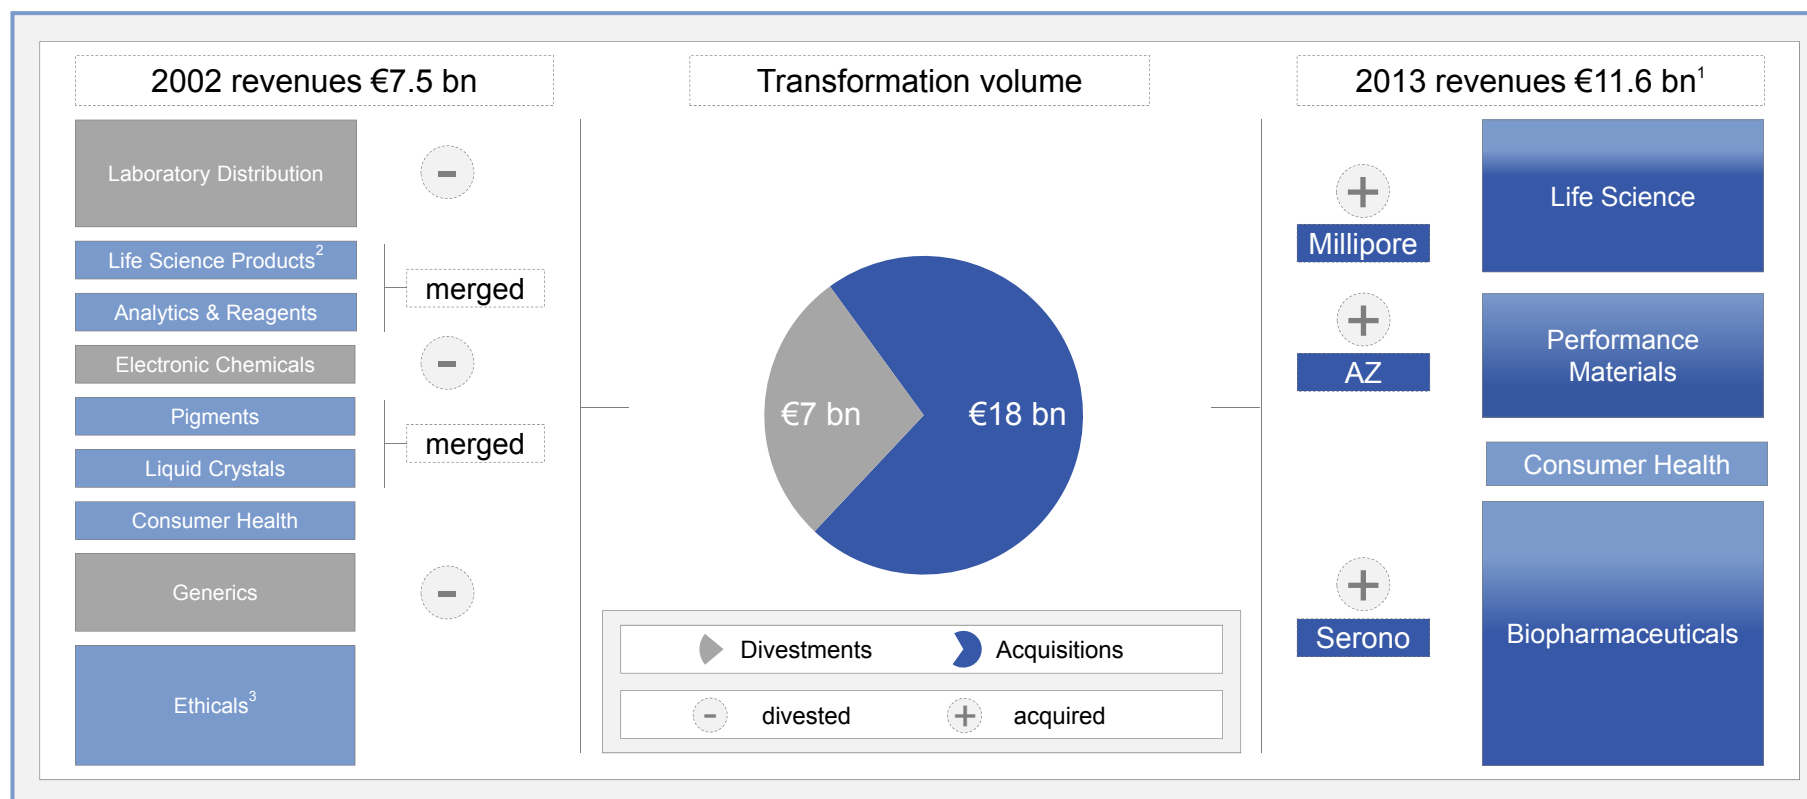 2002 revenues €7.5 bn
Laboratory Distribution
-
Life Science Products²
Analytics & Reagents
merged
Electronic Chemicals
-
Pigments
Liquid Crystals
merged
Consumer Health
Generics
-
Ethicals³
Transformation volume
€7 bn
€18 bn
Divestments
Acquisitions
- divested
+ acquired
2013 revenues €11.6 bn¹
+
Millipore
Life Science
+
AZ
Performance
Materials
Consumer Health
+
Serono
Biopharmaceuticals